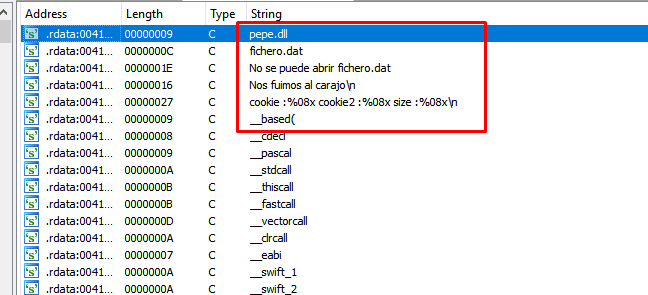 Address Length Type String
.rdata:0041... 00000009 C pepe.dll
.rdata:0041... 0000000C C fichero.dat
.rdata:0041... 0000001E C No se puede abrir fichero.dat
.rdata:0041... 00000016 C Nos fuimos al carajo\n
.rdata:0041... 00000027 C cookie :%08x cookie2 :%08x size :%08x\n
.rdata:0041... 00000009 C __based(
.rdata:0041... 00000008 C __cdecl
.rdata:0041... 00000009 C __pascal
.rdata:0041... 0000000A C __stdcall
.rdata:0041... 0000000B C __thiscall
.rdata:0041... 0000000B C __fastcall
.rdata:0041... 0000000D C __vectorcall
.rdata:0041... 0000000A C __clrcall
.rdata:0041... 00000007 C __eabi
.rdata:0041... 0000000A C __swift_1
.rdata:0041... 0000000A C __swift_2